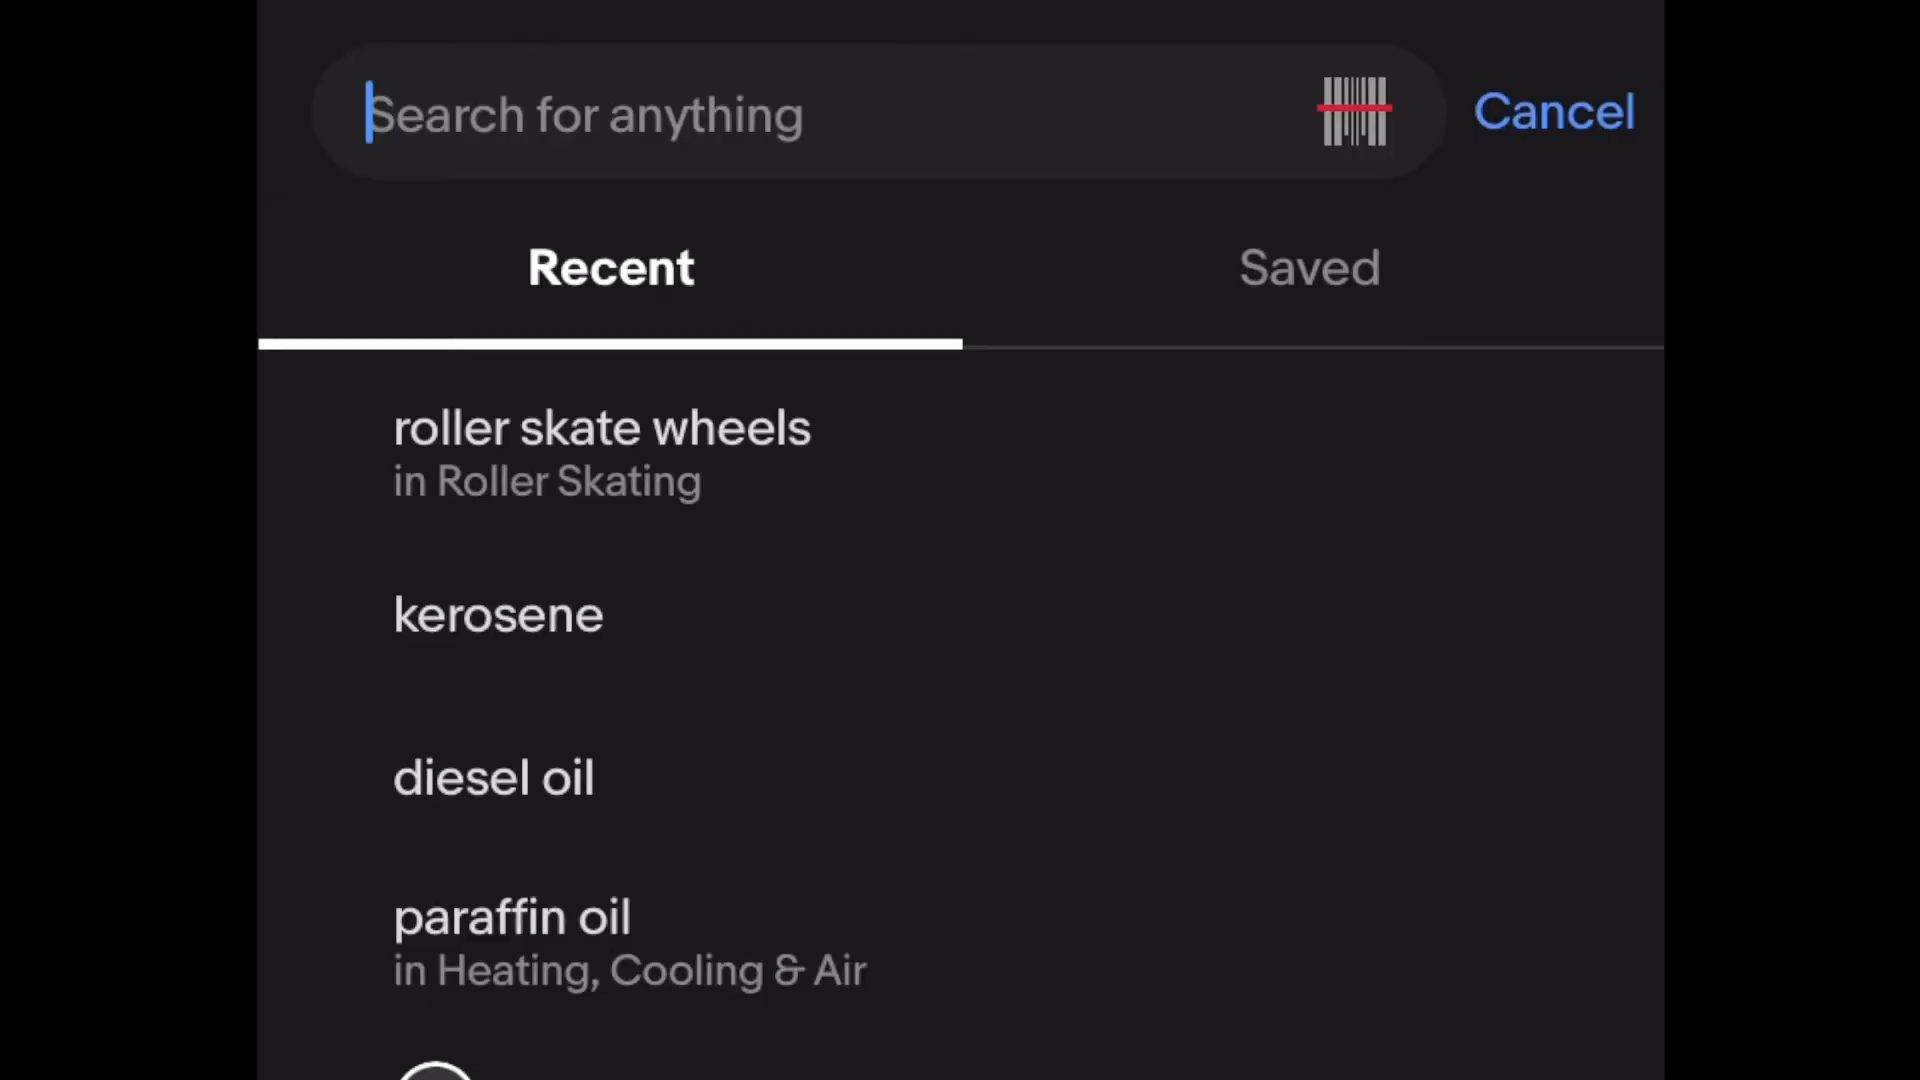 Search for anything
Cancel
Recent
Saved
roller skate wheels
in Roller Skating
kerosene
diesel oil
paraffin oil
in Heating, Cooling & Air